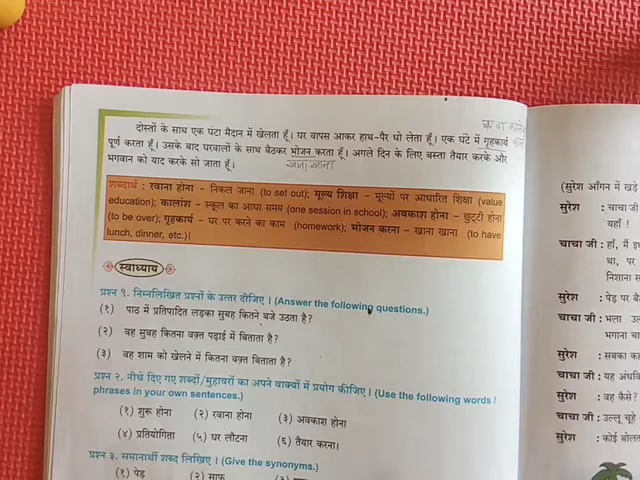 दोस्तों के साथ एक घंटा मैदान में खेलता हूँ। घर वापस आकर हाथ-पैर धो लेता हूँ। एक घंटे में गृहकार्य
पूर्ण करता हूँ। उसके बाद घरवालों के साथ बैठकर भोजन करता हूँ। अगले दिन के लिए बस्ता तैयार करके और
भगवान को याद करके सो जाता हूँ।
खाना खाना
शब्दार्थ : रवाना होना – निकल जाना (to set out); मूल्य शिक्षा – मूल्यों पर आधारित शिक्षा (value
education); कालांश – स्कूल का आधा समय (one session in school); अवकाश होना – छुट्टी होना
(to be over); गृहकार्य – घर पर करने का काम (homework); भोजन करना – खाना खाना (to have
lunch, dinner, etc.)।
स्वाध्याय
प्रश्न १. निम्नलिखित प्रश्नों के उत्तर दीजिए। (Answer the following questions.)
(१) पाठ में प्रतिपादित लड़का सुबह कितने बजे उठता है?
(२) वह सुबह कितना वक़्त पढ़ाई में बिताता है?
(३) वह शाम को खेलने में कितना वक़्त बिताता है?
प्रश्न २. नीचे दिए गए शब्दों/मुहावरों का अपने वाक्यों में प्रयोग कीजिए। (Use the following words /
phrases in your own sentences.)
(१) शुरू होना (२) रवाना होना (३) अवकाश होना
(४) प्रतियोगिता (५) घर लौटना (६) तैयार करना।
प्रश्न ३. समानार्थी शब्द लिखिए। (Give the synonyms.)
(१) पेड़ (२) साफ़
(सुरेश आँगन में खड़े
सुरेश : चाचा जी
यहाँ !
चाचा जी : हाँ, मैं
था, पर
निशाना
सुरेश : पेड़ पर
चाचा जी : भला
भगाना
सुरेश : सबका
चाचा जी : यह
सुरेश : वह कैसे?
चाचा जी : उल्लू चूहे
सुरेश : कोई